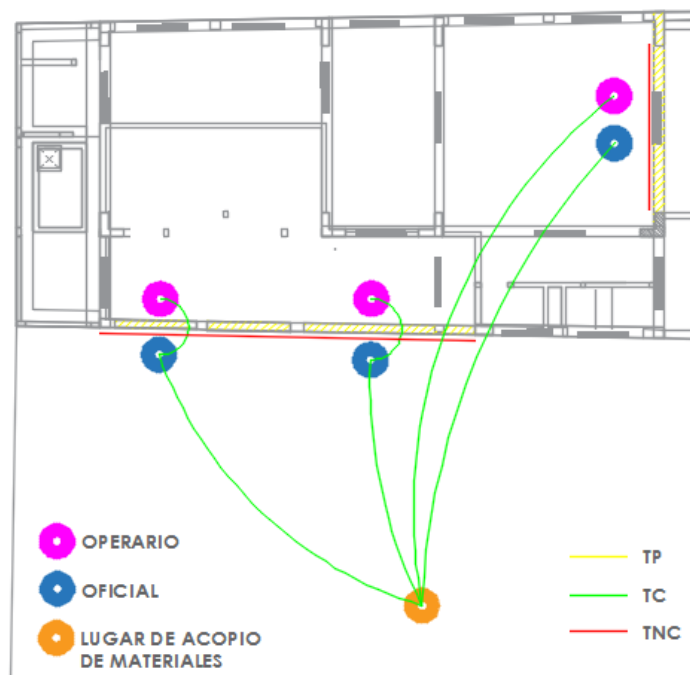 OPERARIO
OFICIAL
LUGAR DE ACOPIO
DE MATERIALES
TP
TC
TNC